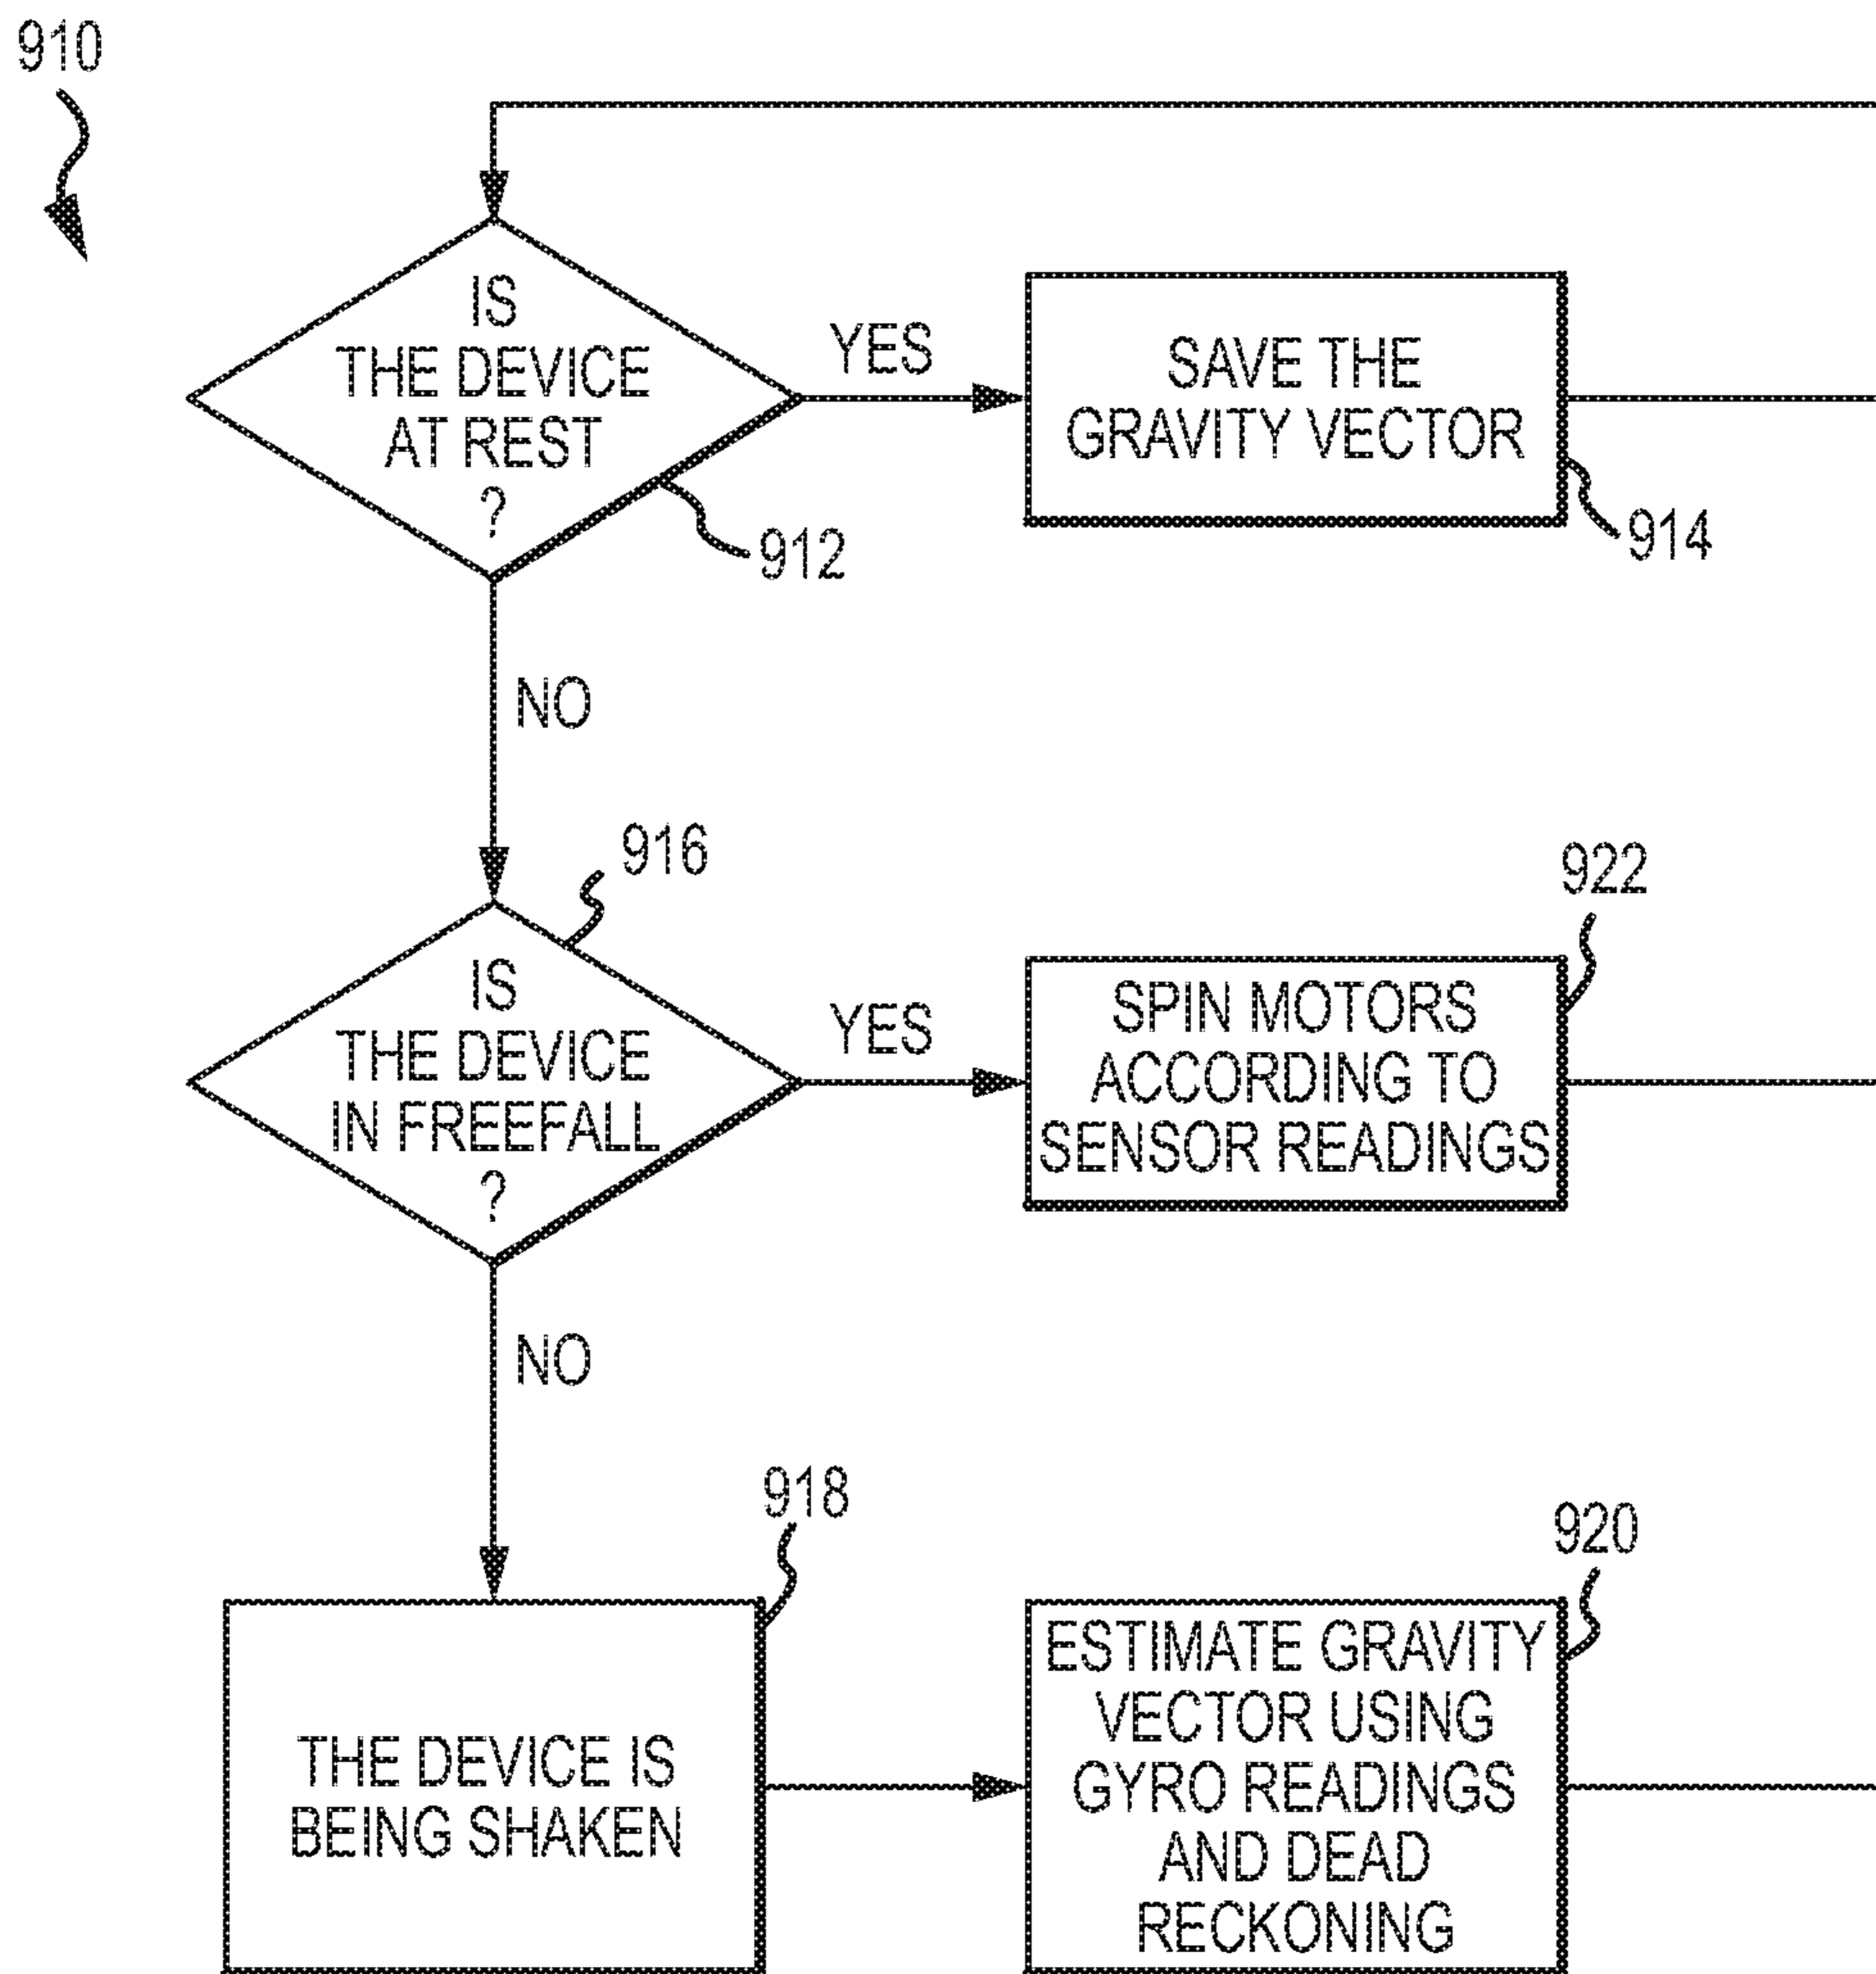 910
IS
THE DEVICE
AT REST
?
YES
SAVE THE
GRAVITY VECTOR
912
914
NO
916
922
IS
THE DEVICE
IN FREEFALL
?
YES
SPIN MOTORS
ACCORDING TO
SENSOR READINGS
NO
918
920
THE DEVICE IS
BEING SHAKEN
ESTIMATE GRAVITY
VECTOR USING
GYRO READINGS
AND DEAD
RECKONING